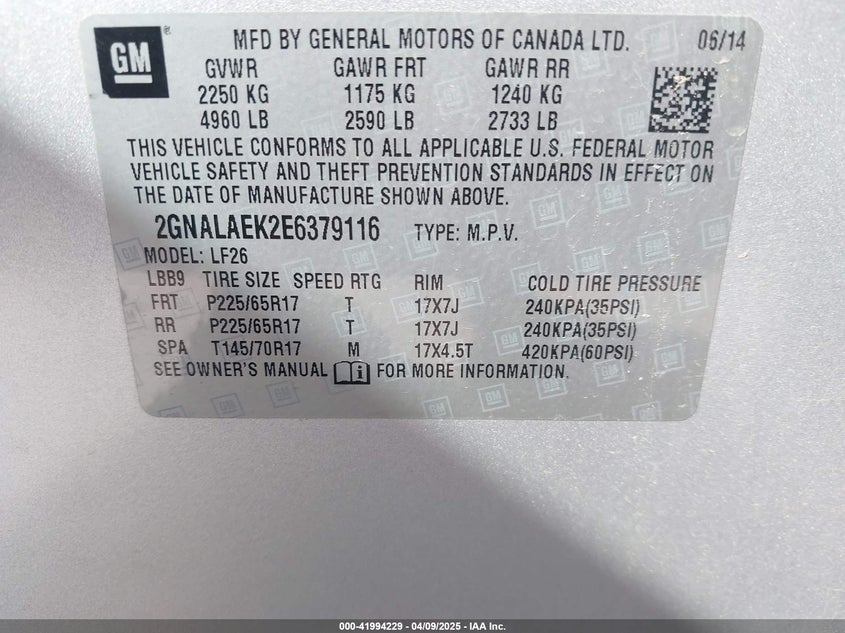 GM ® MFD BY GENERAL MOTORS OF CANADA LTD. 06/14
GVWR GAWR FRT GAWR RR
2250 KG 1175 KG 1240 KG
4960 LB 2590 LB 2733 LB
THIS VEHICLE CONFORMS TO ALL APPLICABLE U.S. FEDERAL MOTOR
VEHICLE SAFETY AND THEFT PREVENTION STANDARDS IN EFFECT ON
THE DATE OF MANUFACTURE SHOWN ABOVE.
2GNALAEK2E6379116 TYPE: M.P.V.
MODEL: LF26
LBB9 TIRE SIZE SPEED RTG RIM COLD TIRE PRESSURE
FRT P225/65R17 T 17X7J 240KPA(35PSI)
RR P225/65R17 T 17X7J 240KPA(35PSI)
SPA T145/70R17 M 17X4.5T 420KPA(60PSI)
SEE OWNER'S MANUAL i FOR MORE INFORMATION.
000-41994229 | 04/09/2025 - IAA Inc.